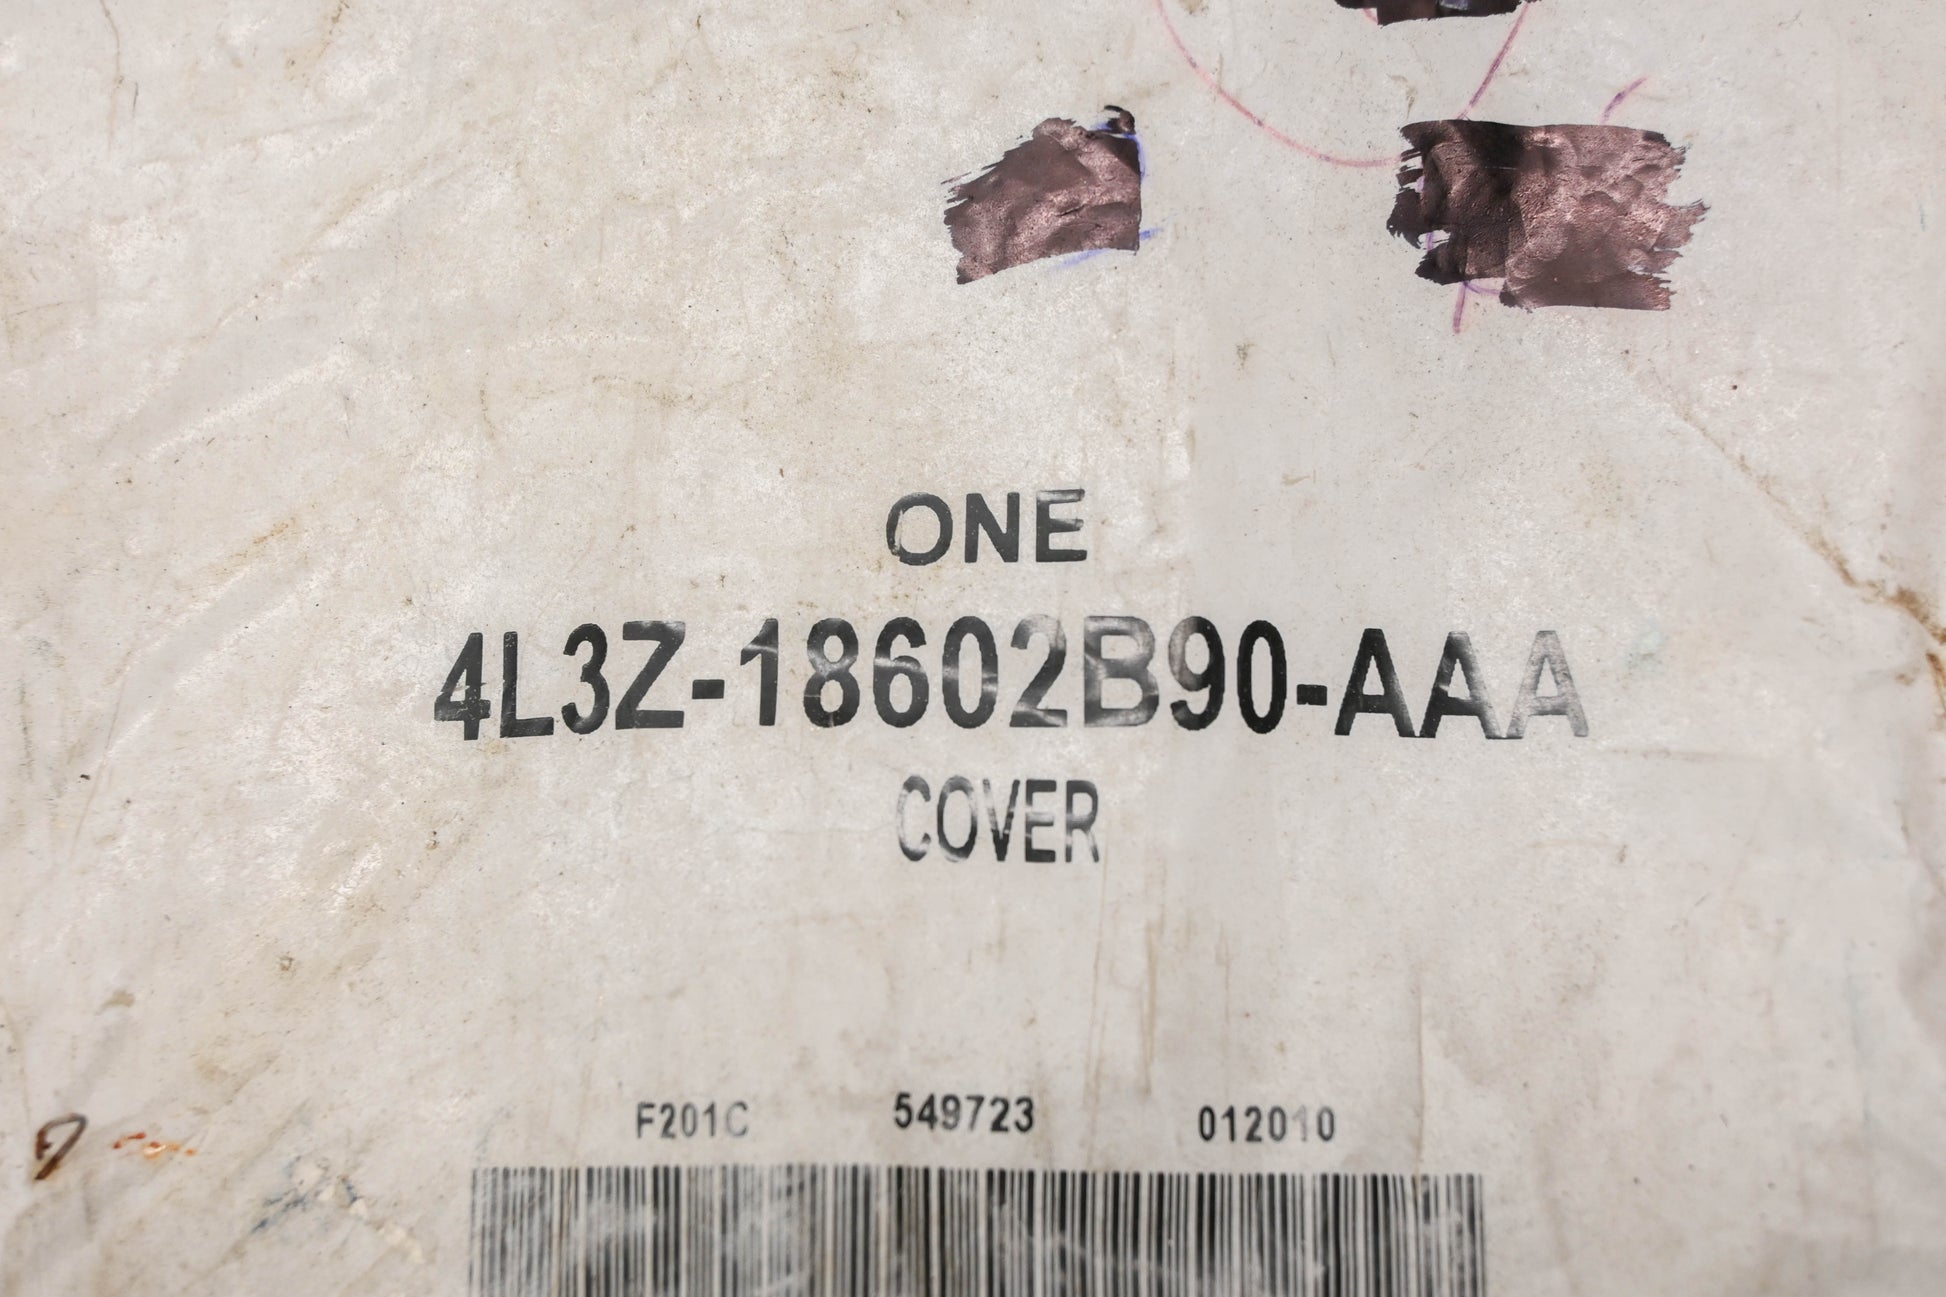 ONE
4L3Z-18602B90-AAA
COVER
F201C 549723 012010